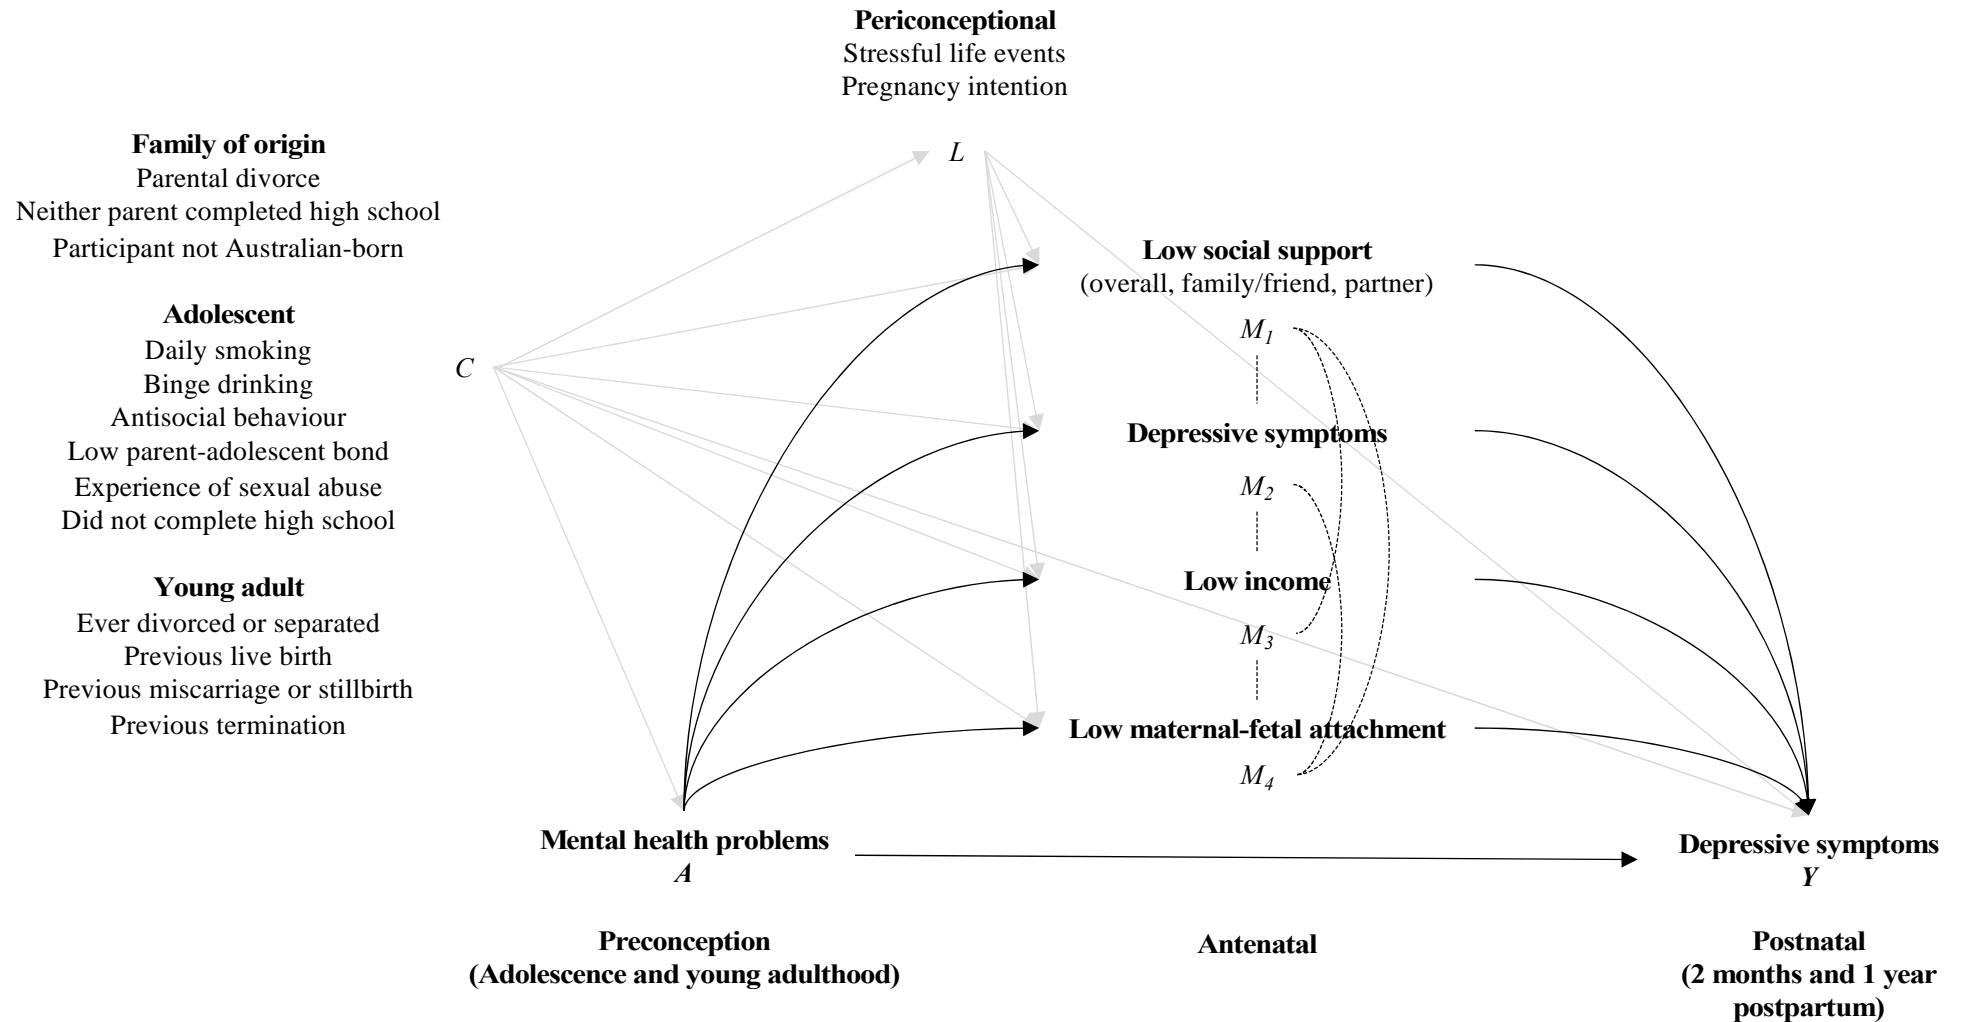 Periconceptional
Stressful life events
Pregnancy intention
L
Family of origin
Parental divorce
Neither parent completed high school
Participant not Australian-born
Adolescent
Daily smoking
Binge drinking
Antisocial behaviour
Low parent-adolescent bond
Experience of sexual abuse
Did not complete high school
Young adult
Ever divorced or separated
Previous live birth
Previous miscarriage or stillbirth
Previous termination
C
Low social support
(overall, family/friend, partner)
M1
Depressive symptoms
M2
Low income
M3
Low maternal-fetal attachment
M4
Mental health problems
A
Depressive symptoms
Y
Preconception
(Adolescence and young adulthood)
Antenatal
Postnatal
(2 months and 1 year
postpartum)